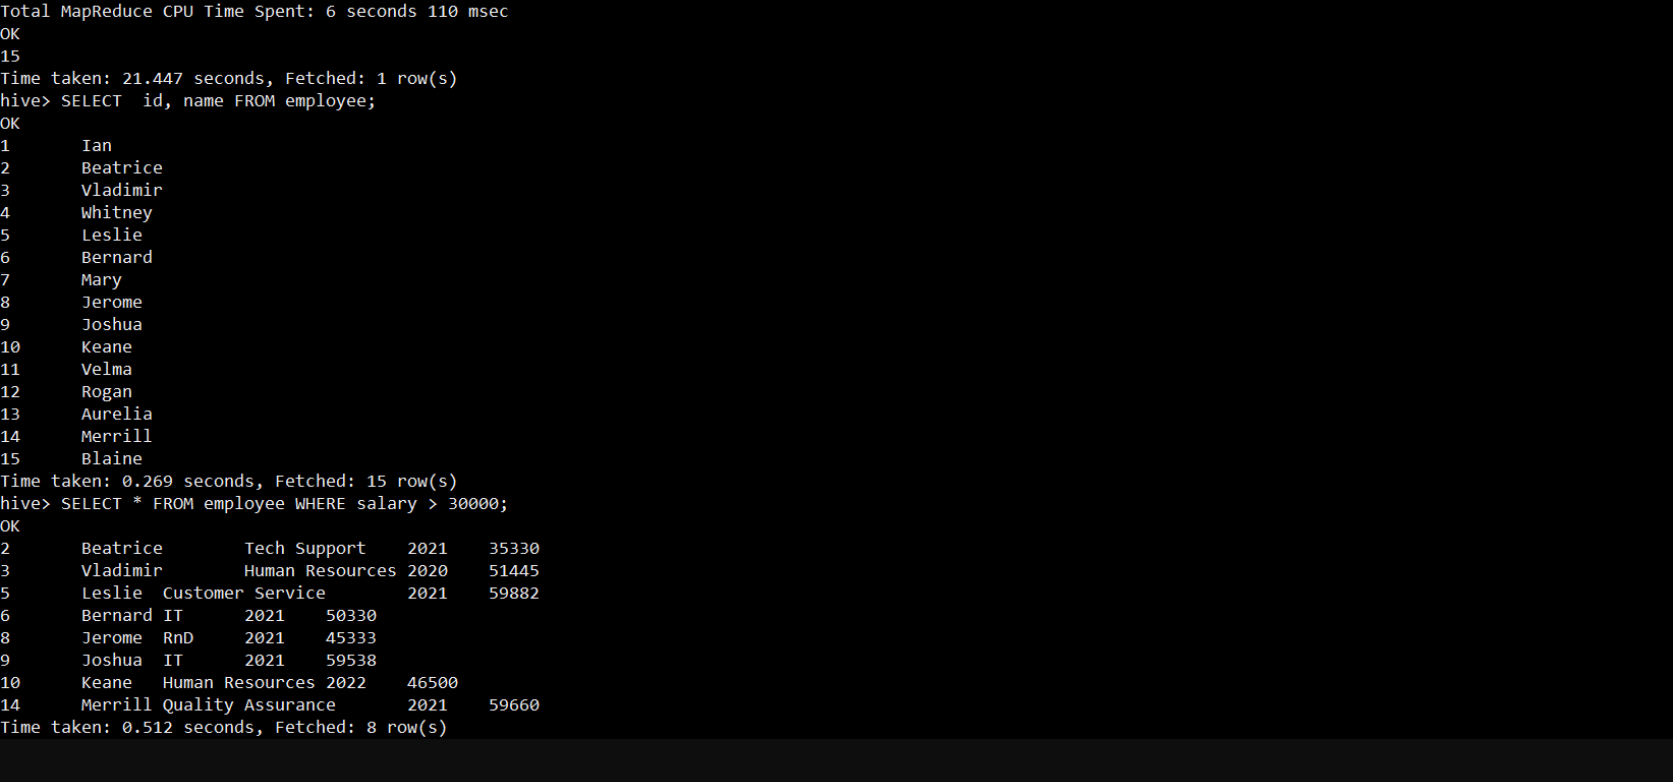 Total MapReduce CPU Time Spent: 6 seconds 110 msec
OK
15
Time taken: 21.447 seconds, Fetched: 1 row(s)
hive> SELECT  id, name FROM employee;
OK
1       Ian
2       Beatrice
3       Vladimir
4       Whitney
5       Leslie
6       Bernard
7       Mary
8       Jerome
9       Joshua
10      Keane
11      Velma
12      Rogan
13      Aurelia
14      Merrill
15      Blaine
Time taken: 0.269 seconds, Fetched: 15 row(s)
hive> SELECT * FROM employee WHERE salary > 30000;
OK
2       Beatrice        Tech Support    2021    35330
3       Vladimir        Human Resources 2020    51445
5       Leslie  Customer Service        2021    59882
6       Bernard IT      2021    50330
8       Jerome  RnD     2021    45333
9       Joshua  IT      2021    59538
10      Keane   Human Resources 2022    46500
14      Merrill Quality Assurance       2021    59660
Time taken: 0.512 seconds, Fetched: 8 row(s)